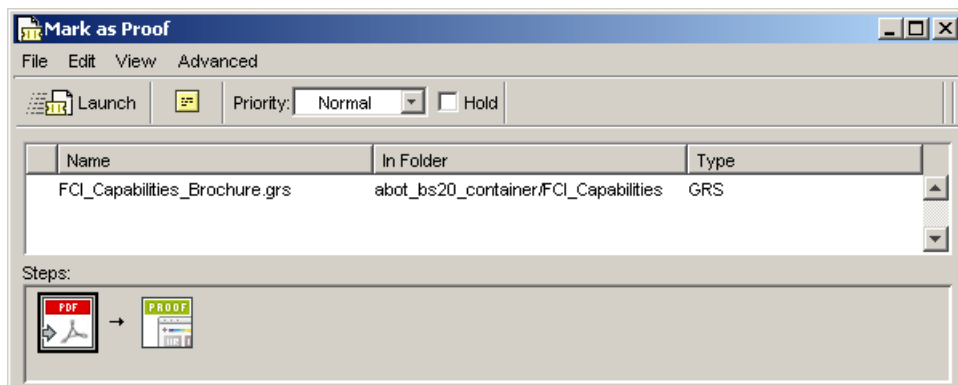 Mark as Proof
File Edit View Advanced
Launch Priority: Normal Hold
Name In Folder Type
FCI_Capabilities_Brochure.grs abot_bs20_container/FCI_Capabilities GRS
Steps:
PDF PROOF